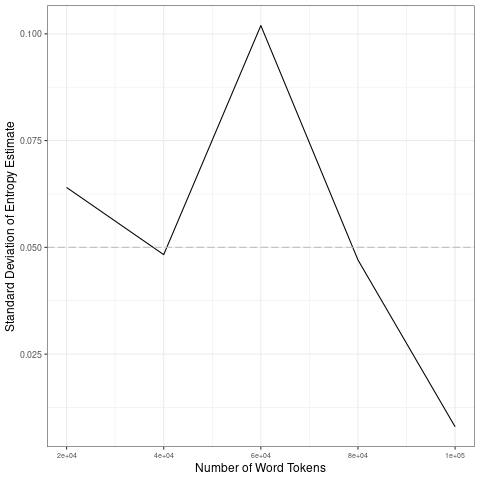 Standard Deviation of Entropy Estimate
0.100
0.075
0.050
0.025
2e+04 4e+04 6e+04 8e+04 1e+05
Number of Word Tokens